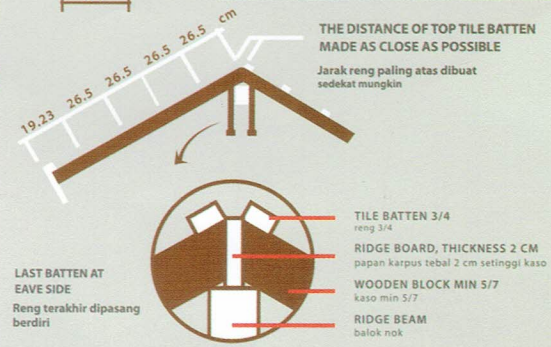 19.23 26.5 26.5 26.5 26.5 cm
THE DISTANCE OF TOP TILE BATTEN
MADE AS CLOSE AS POSSIBLE
Jarak reng paling atas dibuat
sedekat mungkin
TILE BATTEN 3/4
reng 3/4
RIDGE BOARD, THICKNESS 2 CM
papan karpus tebal 2 cm setinggi kaso
WOODEN BLOCK MIN 5/7
kaso min 5/7
RIDGE BEAM
balok nok
LAST BATTEN AT
EAVE SIDE
Reng terakhir dipasang
berdiri